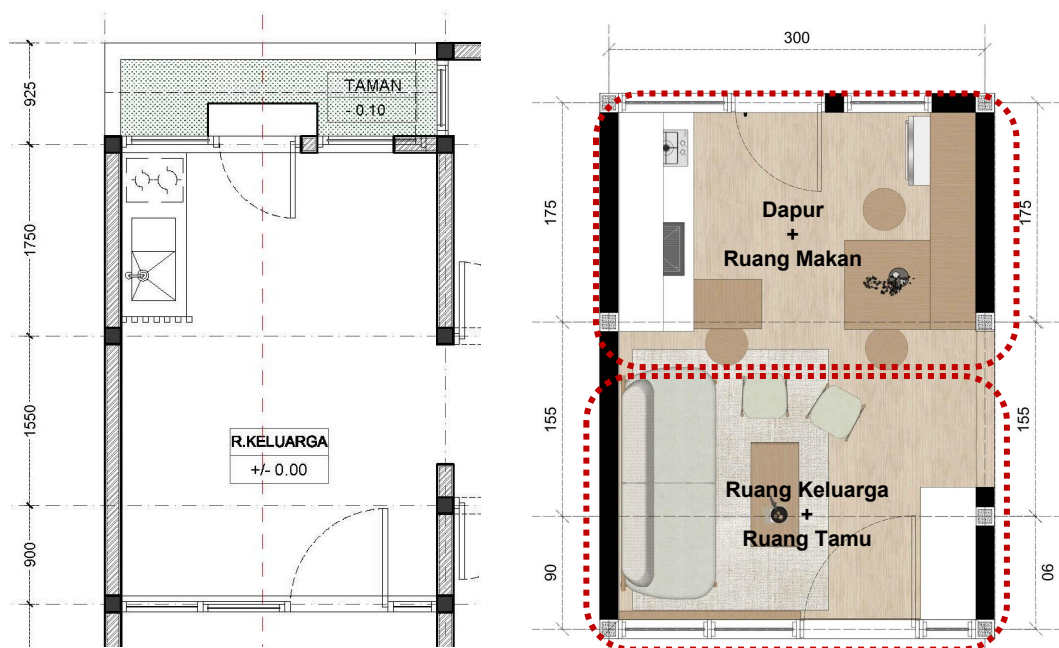 925
1750
1550
900
TAMAN
- 0.10
R.KELUARGA
+/- 0.00
300
175
155
90
Dapur
+
Ruang Makan
Ruang Keluarga
+
Ruang Tamu
175
155
90